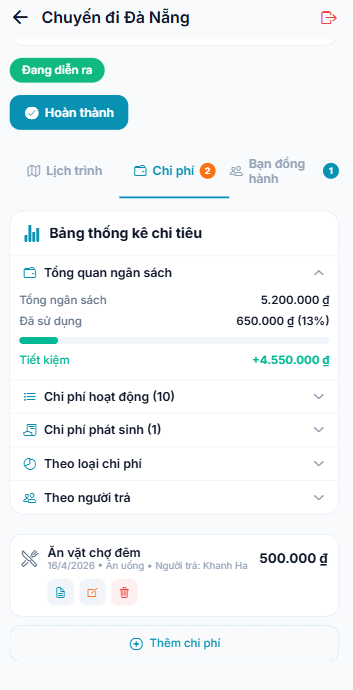 Chuyến đi Đà Nẵng
Đang diễn ra
Hoàn thành
Lịch trình
Chi phí 2
Bạn đồng hành 1
Bảng thống kê chi tiêu
Tổng quan ngân sách
Tổng ngân sách 5.200.000 ₫
Đã sử dụng 650.000 ₫ (13%)
Tiết kiệm +4.550.000 ₫
Chi phí hoạt động (10)
Chi phí phát sinh (1)
Theo loại chi phí
Theo người trả
Ăn vặt chợ đêm 500.000 ₫
16/4/2026 • Ăn uống • Người trả: Khanh Ha
Thêm chi phí